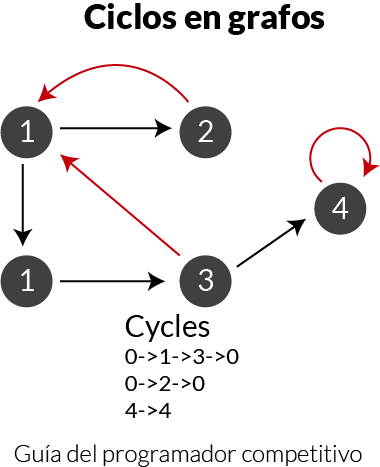 Ciclos en grafos
1
2
4
1
3
Cycles
0->1->3->0
0->2->0
4->4
Guía del programador competitivo